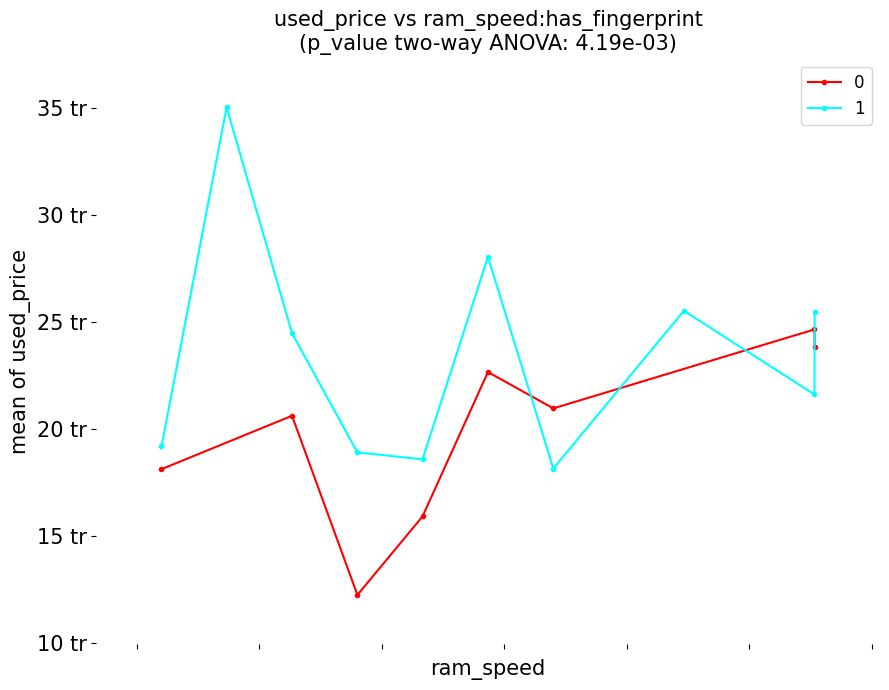 used_price vs ram_speed:has_fingerprint
(p_value two-way ANOVA: 4.19e-03)
0
1
35 tr
30 tr
25 tr
20 tr
15 tr
10 tr
mean of used_price
ram_speed